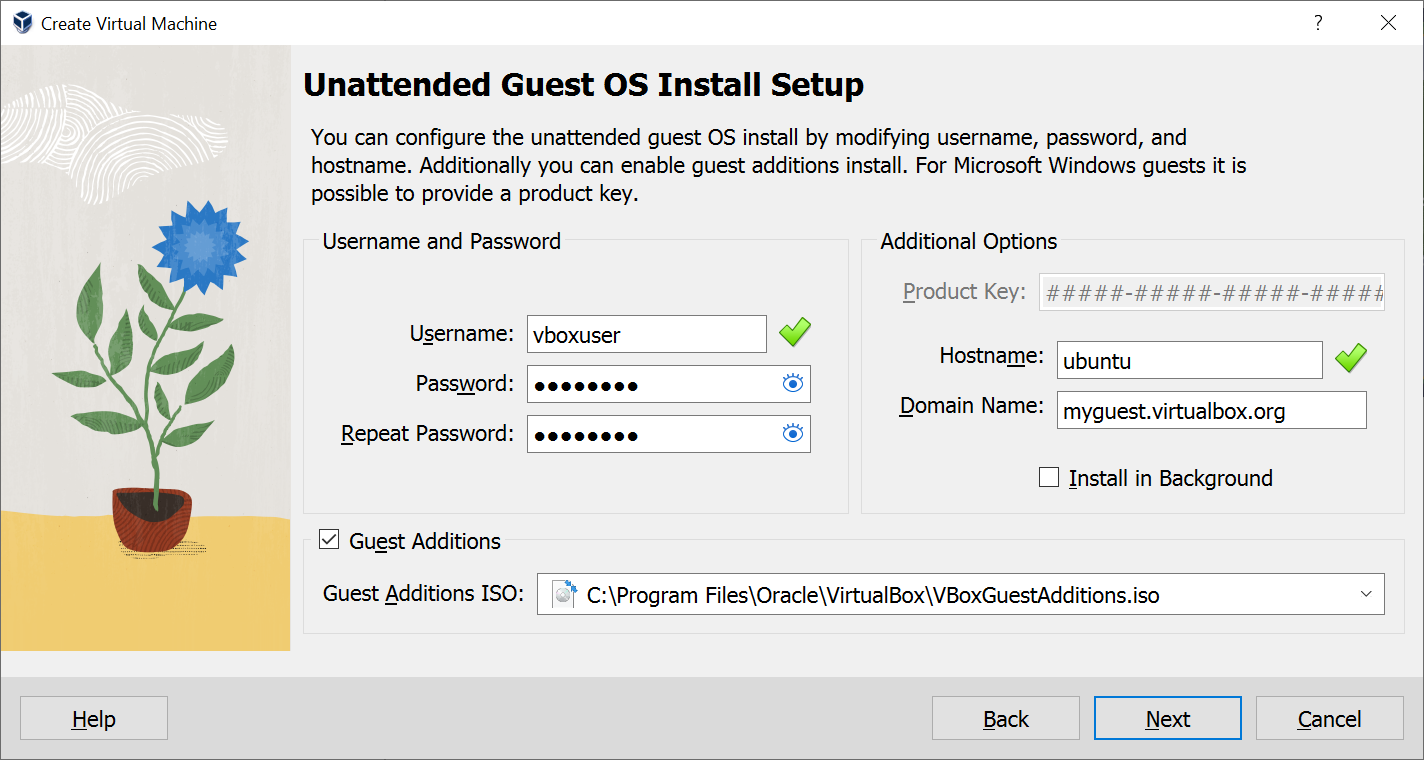 Create Virtual Machine
?
Unattended Guest OS Install Setup
You can configure the unattended guest OS install by modifying username, password, and
hostname. Additionally you can enable guest additions install. For Microsoft Windows guests it is
possible to provide a product key.
Username and Password
Username: vboxuser
Password: ●●●●●●●●
Repeat Password: ●●●●●●●●
Additional Options
Product Key: #####-#####-#####-#####
Hostname: ubuntu
Domain Name: myguest.virtualbox.org
Install in Background
Guest Additions
Guest Additions ISO: C:\Program Files\Oracle\VirtualBox\VBoxGuestAdditions.iso
Help
Back
Next
Cancel